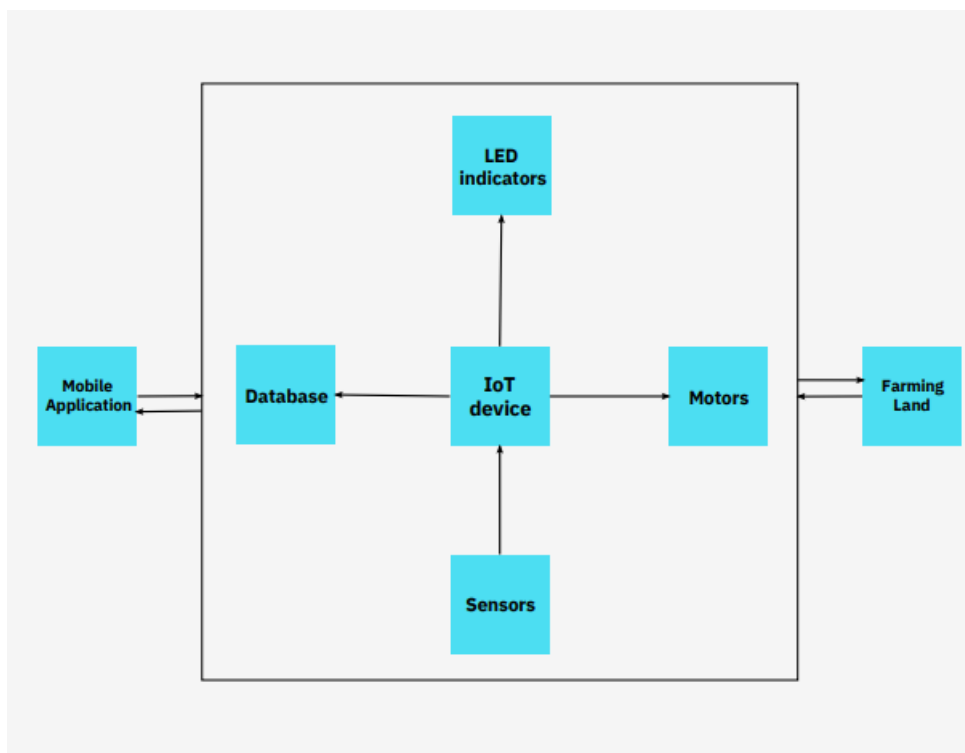 LED
indicators
Mobile
Application
Database
IoT
device
Motors
Farming
Land
Sensors